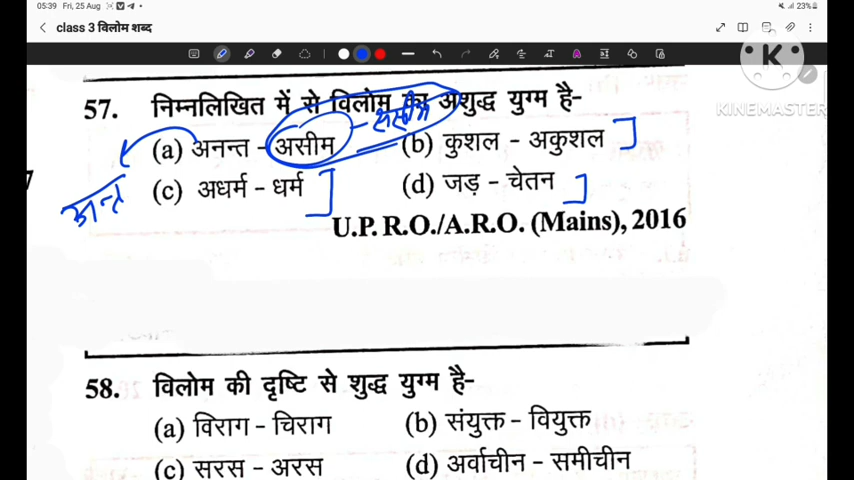 05:39 Fri, 25 Aug
23%
class 3 विलोम शब्द
K
KINEMASTER
57. निम्नलिखित में से विलोम का अशुद्ध युग्म है-
ससीम
(a) अनन्त - असीम (b) कुशल - अकुशल
अन्त
(c) अधर्म - धर्म (d) जड़ - चेतन
U.P. R.O./A.R.O. (Mains), 2016
58. विलोम की दृष्टि से शुद्ध युग्म है-
(a) विराग - चिराग (b) संयुक्त - वियुक्त
(c) सरस - अरस (d) अर्वाचीन - समीचीन